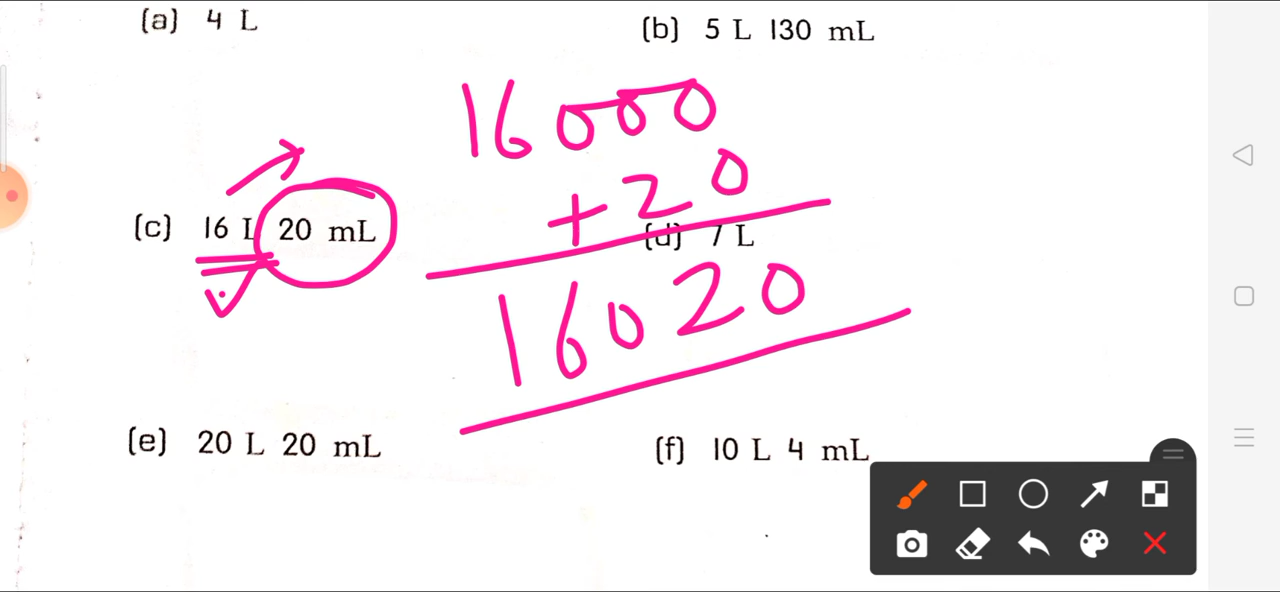 (a) 4 L
(b) 5 L 130 mL
16000
+20
(c) 16 L 20 mL
(d) 7 L
16020
(e) 20 L 20 mL
(f) 10 L 4 mL